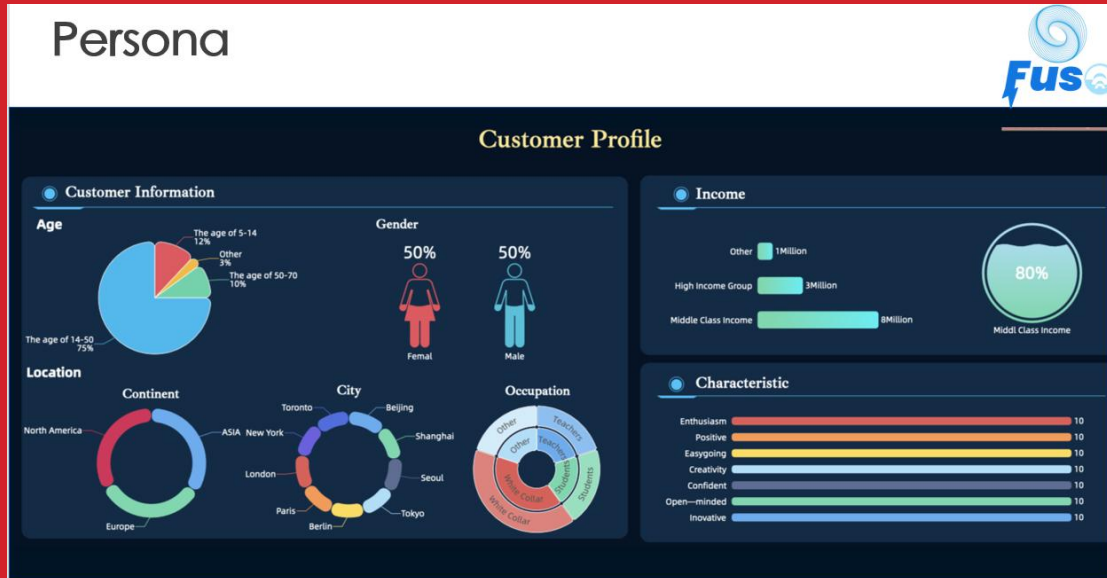 Persona
Fuse
Customer Profile
Customer Information
Age
The age of 5-14
12%
Other
3%
The age of 50-70
10%
The age of 14-50
75%
Gender
50%
50%
Femal
Male
Location
Continent
North America
ASIA
Europe
City
Toronto
Beijing
New York
Shanghai
London
Seoul
Paris
Tokyo
Berlin
Occupation
Other
Teachers
Other
Teachers
Students
Students
White Collar
White Collar
Income
Other
1Million
High Income Group
3Million
Middle Class Income
8Million
80%
Middl Class Income
Characteristic
Enthusiasm 10
Positive 10
Easygoing 10
Creativity 10
Confident 10
Open—minded 10
Inovative 10